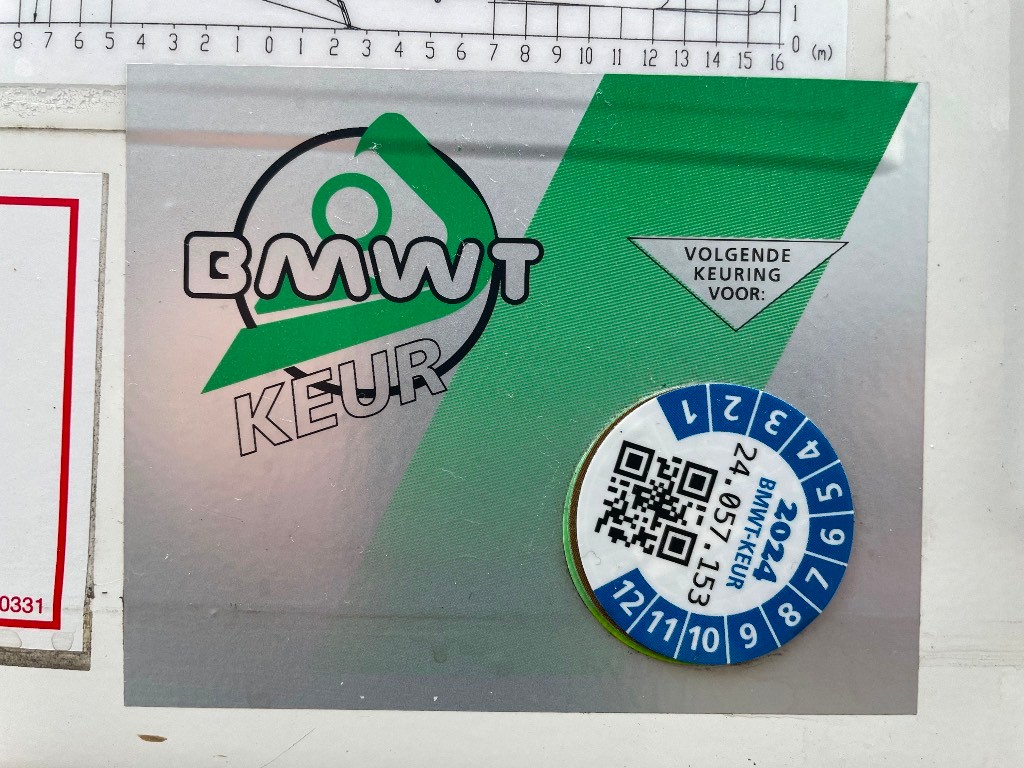 8 7 6 5 4 3 2 1 0 1 2 3 4 5 6 7 8 9 10 11 12 13 14 15 16
1
0 (m)
BMWT
KEUR
VOLGENDE
KEURING
VOOR:
1 2 3 4 5 6 7 8 9 10 11 12
2024
BMWT-KEUR
24.057.153
0331